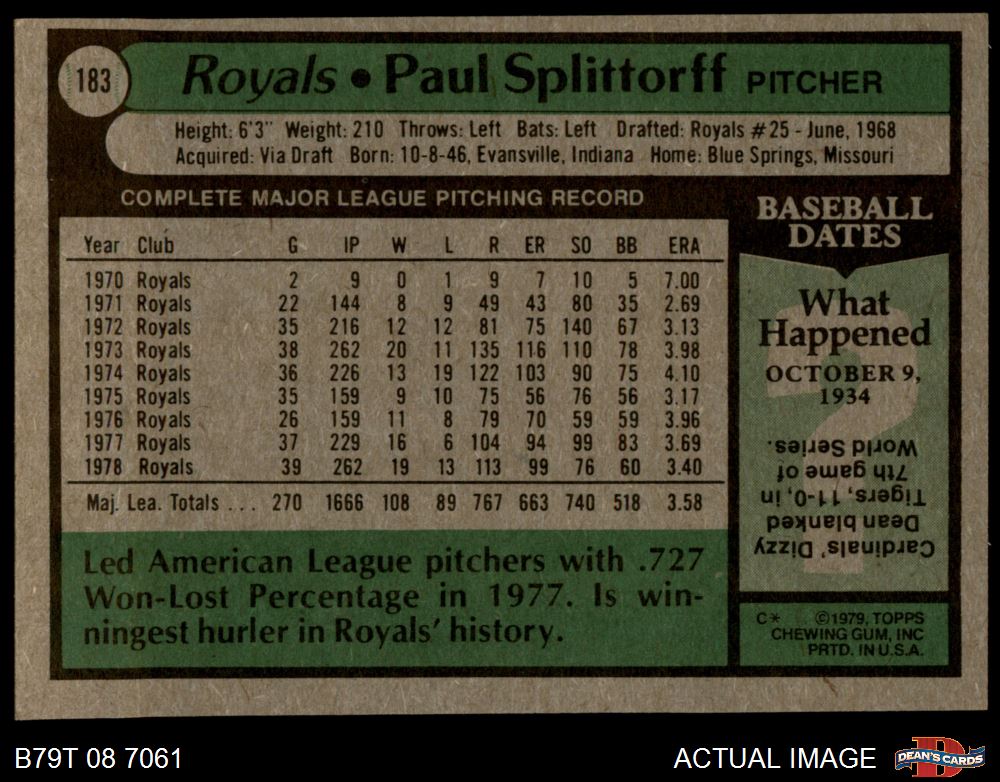 183
Royals • Paul Splittorff PITCHER
Height: 6'3" Weight: 210 Throws: Left Bats: Left Drafted: Royals #25 - June, 1968
Acquired: Via Draft Born: 10-8-46, Evansville, Indiana Home: Blue Springs, Missouri
COMPLETE MAJOR LEAGUE PITCHING RECORD
Year Club G IP W L R ER SO BB ERA
1970 Royals 2 9 0 1 9 7 10 5 7.00
1971 Royals 22 144 8 9 49 43 80 35 2.69
1972 Royals 35 216 12 12 81 75 140 67 3.13
1973 Royals 38 262 20 11 135 116 110 78 3.98
1974 Royals 36 226 13 19 122 103 90 75 4.10
1975 Royals 35 159 9 10 75 56 76 56 3.17
1976 Royals 26 159 11 8 79 70 59 59 3.96
1977 Royals 37 229 16 6 104 94 99 83 3.69
1978 Royals 39 262 19 13 113 99 76 60 3.40
Maj. Lea. Totals ... 270 1666 108 89 767 663 740 518 3.58
Led American League pitchers with .727
Won-Lost Percentage in 1977. Is win-
ningest hurler in Royals' history.
BASEBALL
DATES
What
Happened
OCTOBER 9,
1934
Cardinals' Dizzy
Dean blanked
Tigers, 11-0, in
7th game of
World Series.
C* ©1979, TOPPS
CHEWING GUM, INC
PRTD. IN U.S.A.
B79T 08 7061
ACTUAL IMAGE
D
DEAN'S CARDS